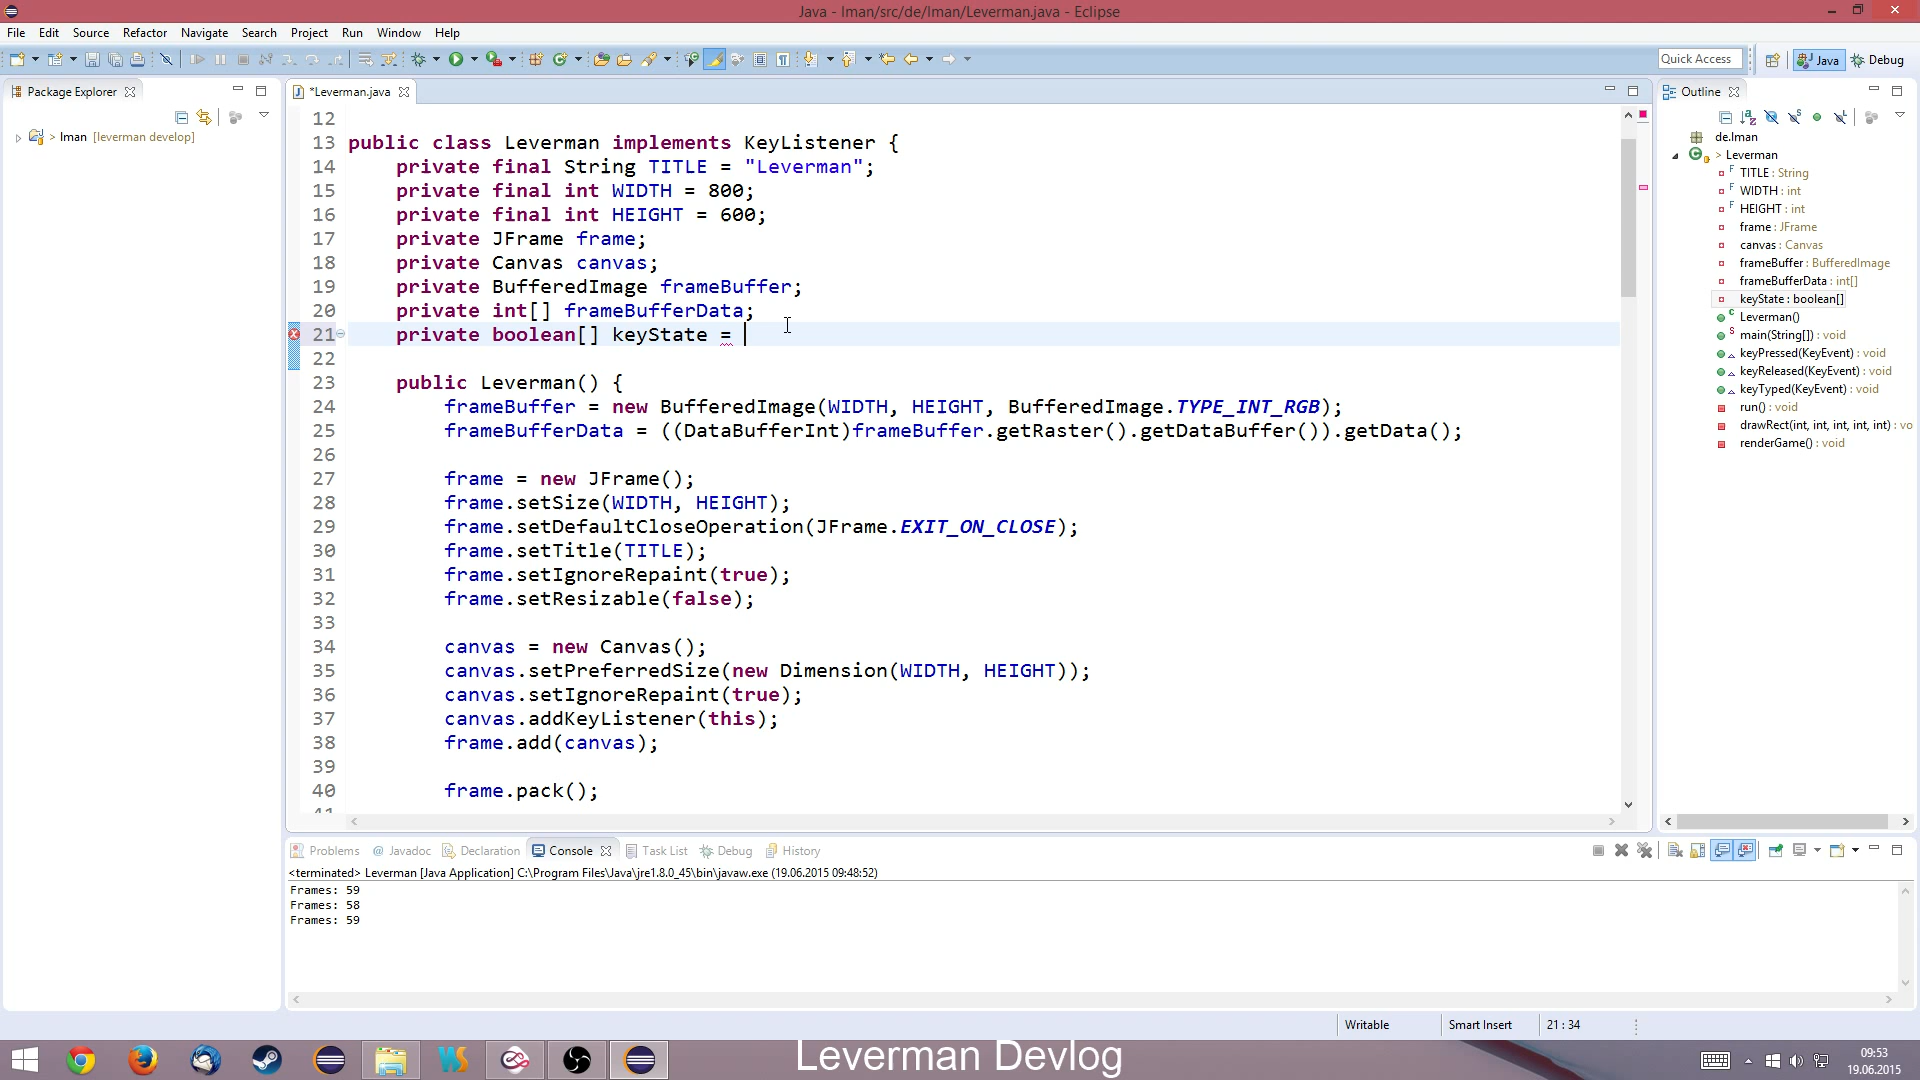 Java - lman/src/de/lman/Leverman.java - Eclipse
File Edit Source Refactor Navigate Search Project Run Window Help
Quick Access Java Debug
Package Explorer
> lman [leverman develop]
*Leverman.java
12
13 public class Leverman implements KeyListener {
14 private final String TITLE = "Leverman";
15 private final int WIDTH = 800;
16 private final int HEIGHT = 600;
17 private JFrame frame;
18 private Canvas canvas;
19 private BufferedImage frameBuffer;
20 private int[] frameBufferData;
21 private boolean[] keyState =
22
23 public Leverman() {
24 frameBuffer = new BufferedImage(WIDTH, HEIGHT, BufferedImage.TYPE_INT_RGB);
25 frameBufferData = ((DataBufferInt)frameBuffer.getRaster().getDataBuffer()).getData();
26
27 frame = new JFrame();
28 frame.setSize(WIDTH, HEIGHT);
29 frame.setDefaultCloseOperation(JFrame.EXIT_ON_CLOSE);
30 frame.setTitle(TITLE);
31 frame.setIgnoreRepaint(true);
32 frame.setResizable(false);
33
34 canvas = new Canvas();
35 canvas.setPreferredSize(new Dimension(WIDTH, HEIGHT));
36 canvas.setIgnoreRepaint(true);
37 canvas.addKeyListener(this);
38 frame.add(canvas);
39
40 frame.pack();
Outline
de.lman
> Leverman
TITLE : String
WIDTH : int
HEIGHT : int
frame : JFrame
canvas : Canvas
frameBuffer : BufferedImage
frameBufferData : int[]
keyState : boolean[]
Leverman()
main(String[]) : void
keyPressed(KeyEvent) : void
keyReleased(KeyEvent) : void
keyTyped(KeyEvent) : void
run() : void
drawRect(int, int, int, int, int) : vo
renderGame() : void
Problems @ Javadoc Declaration Console Task List Debug History
<terminated> Leverman [Java Application] C:\Program Files\Java\jre1.8.0_45\bin\javaw.exe (19.06.2015 09:48:52)
Frames: 59
Frames: 58
Frames: 59
Writable Smart Insert 21 : 34
Leverman Devlog
09:53
19.06.2015